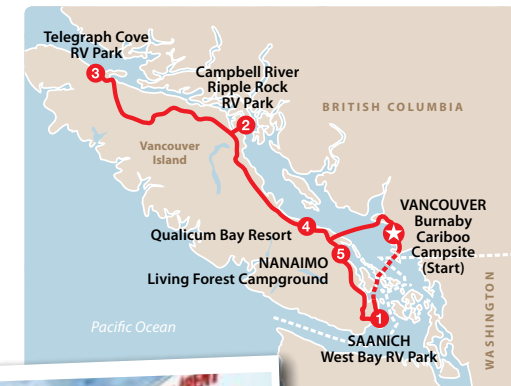 Telegraph Cove
RV Park
3
Campbell River
Ripple Rock
RV Park
2
BRITISH COLUMBIA
Vancouver
Island
VANCOUVER
Burnaby
Cariboo
Campsite
(Start)
Qualicum Bay Resort
4
NANAIMO
Living Forest Campground
5
WASHINGTON
Pacific Ocean
1
SAANICH
West Bay RV Park